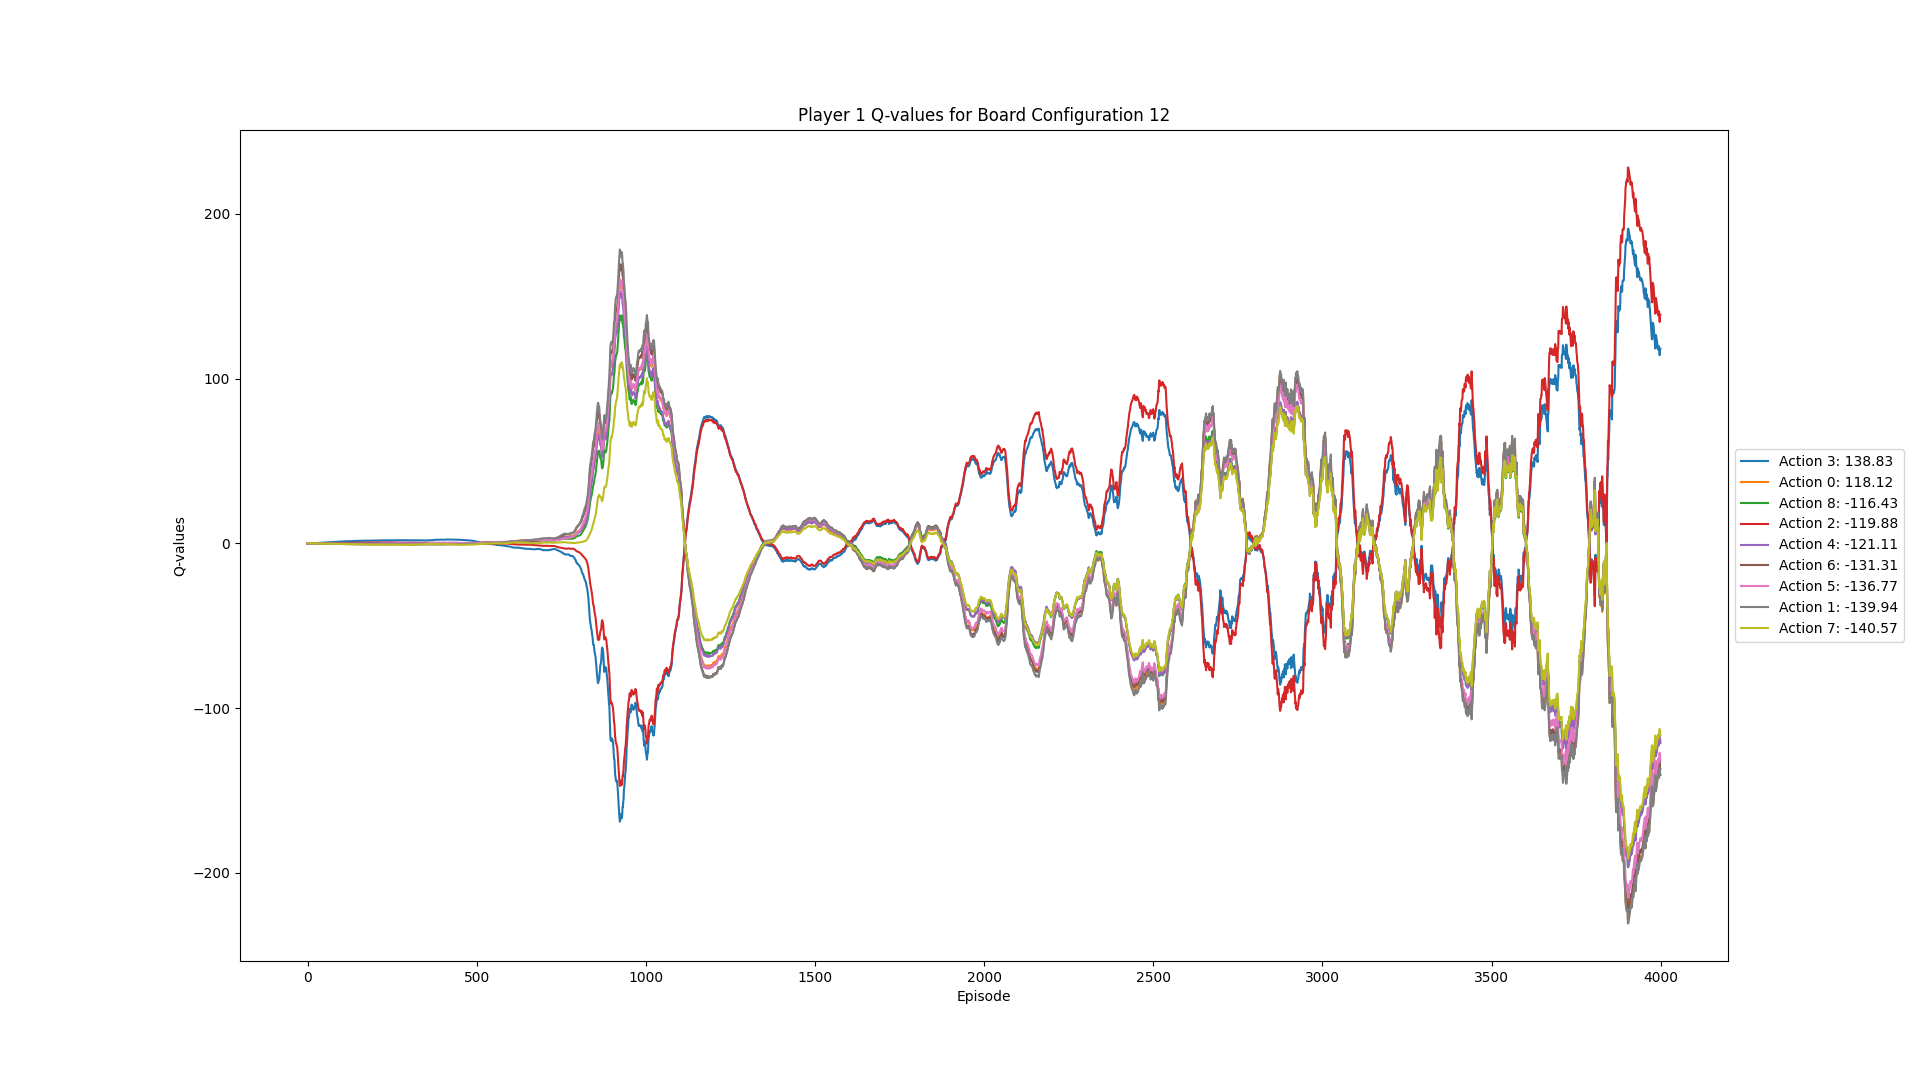 Player 1 Q-values for Board Configuration 12
Q-values
200
100
0
−100
−200
0 500 1000 1500 2000 2500 3000 3500 4000
Episode
Action 3: 138.83
Action 0: 118.12
Action 8: -116.43
Action 2: -119.88
Action 4: -121.11
Action 6: -131.31
Action 5: -136.77
Action 1: -139.94
Action 7: -140.57